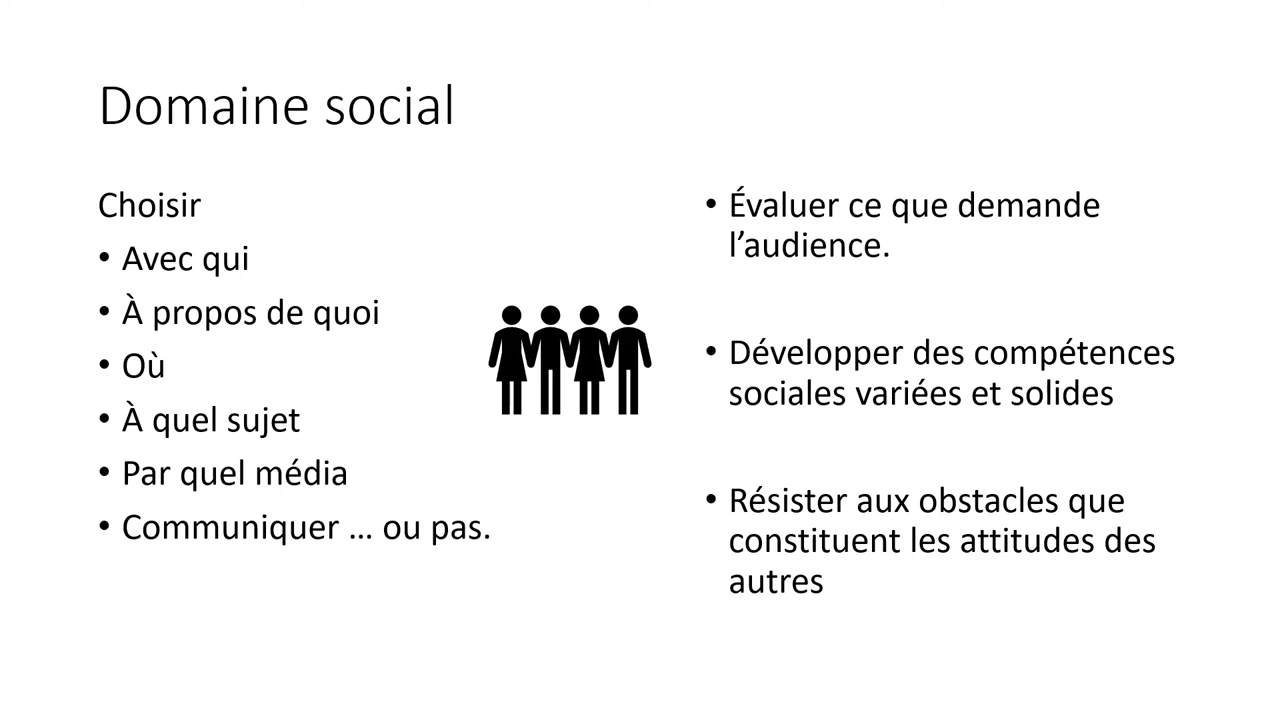 Domaine social
Choisir
• Avec qui
• À propos de quoi
• Où
• À quel sujet
• Par quel média
• Communiquer ... ou pas.
• Évaluer ce que demande
l’audience.
• Développer des compétences
sociales variées et solides
• Résister aux obstacles que
constituent les attitudes des
autres